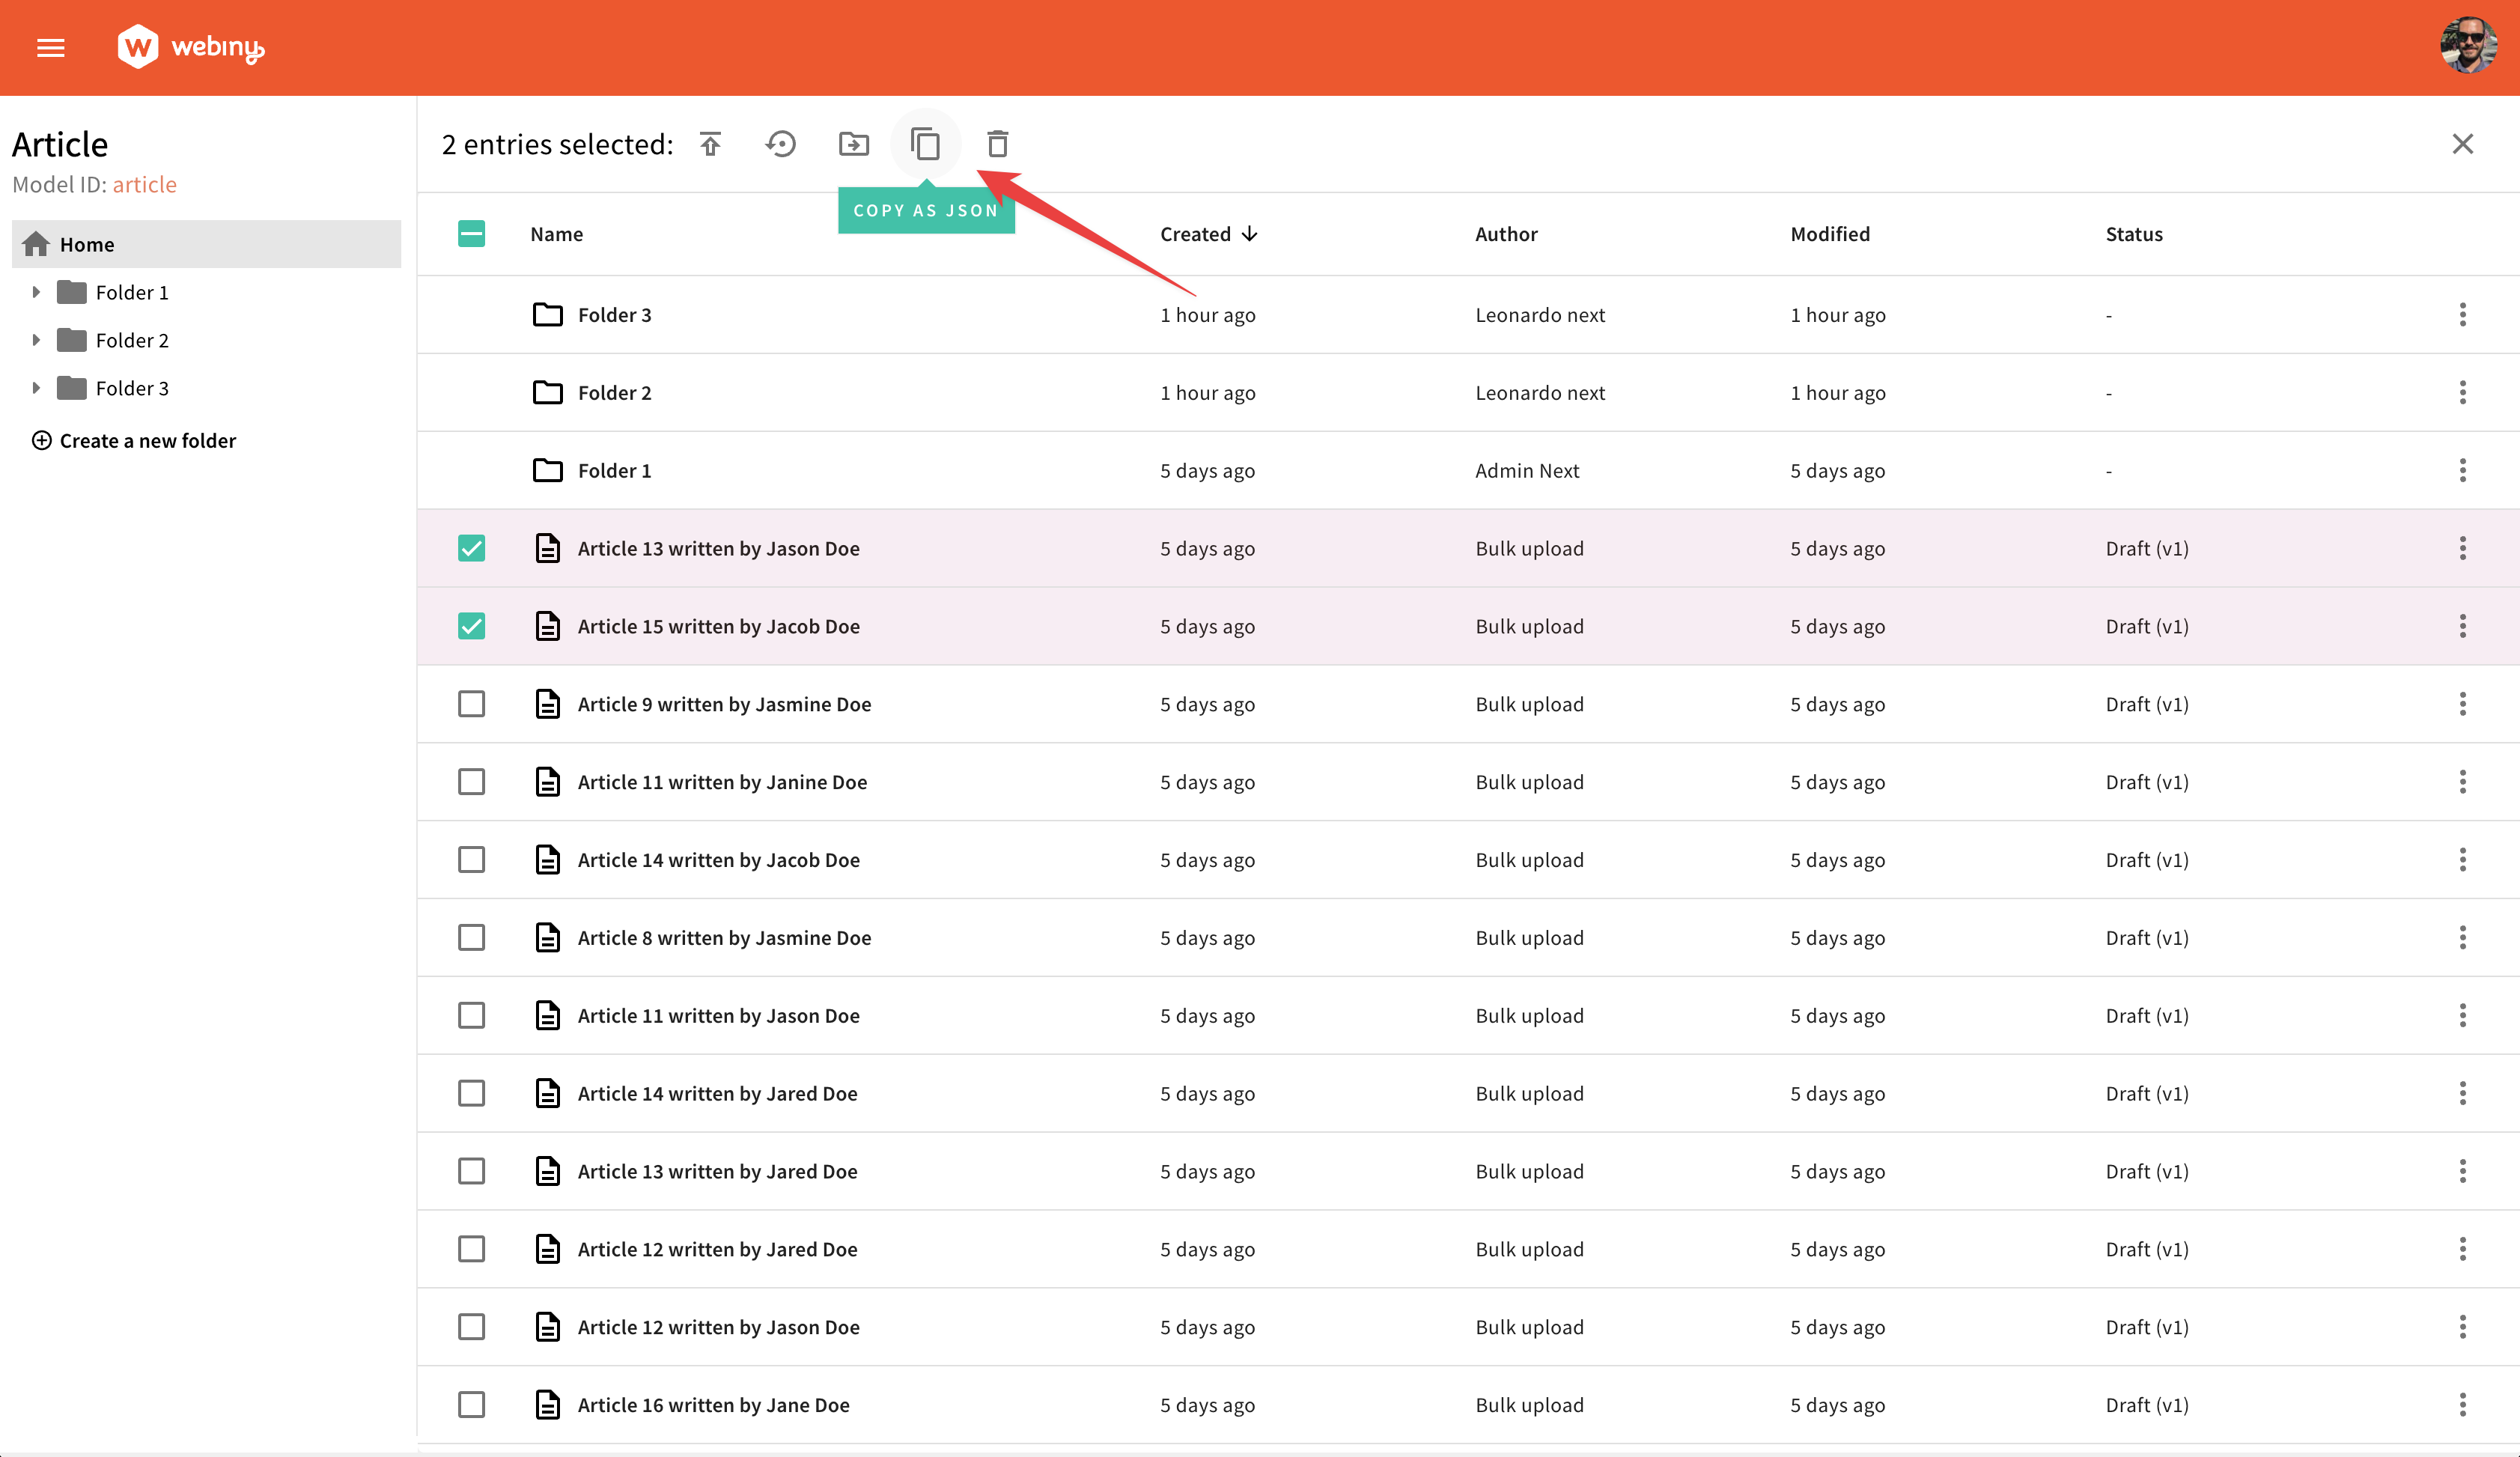 webiny
Article
Model ID: article
Home
Folder 1
Folder 2
Folder 3
Create a new folder
2 entries selected:
COPY AS JSON
Name Created Author Modified Status
Folder 3 1 hour ago Leonardo next 1 hour ago -
Folder 2 1 hour ago Leonardo next 1 hour ago -
Folder 1 5 days ago Admin Next 5 days ago -
Article 13 written by Jason Doe 5 days ago Bulk upload 5 days ago Draft (v1)
Article 15 written by Jacob Doe 5 days ago Bulk upload 5 days ago Draft (v1)
Article 9 written by Jasmine Doe 5 days ago Bulk upload 5 days ago Draft (v1)
Article 11 written by Janine Doe 5 days ago Bulk upload 5 days ago Draft (v1)
Article 14 written by Jacob Doe 5 days ago Bulk upload 5 days ago Draft (v1)
Article 8 written by Jasmine Doe 5 days ago Bulk upload 5 days ago Draft (v1)
Article 11 written by Jason Doe 5 days ago Bulk upload 5 days ago Draft (v1)
Article 14 written by Jared Doe 5 days ago Bulk upload 5 days ago Draft (v1)
Article 13 written by Jared Doe 5 days ago Bulk upload 5 days ago Draft (v1)
Article 12 written by Jared Doe 5 days ago Bulk upload 5 days ago Draft (v1)
Article 12 written by Jason Doe 5 days ago Bulk upload 5 days ago Draft (v1)
Article 16 written by Jane Doe 5 days ago Bulk upload 5 days ago Draft (v1)